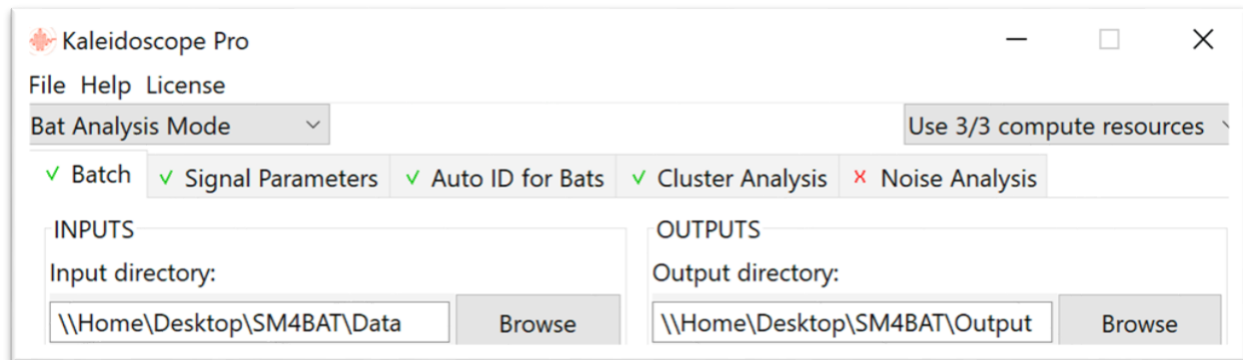 Kaleidoscope Pro
File Help License
Bat Analysis Mode Use 3/3 compute resources
Batch Signal Parameters Auto ID for Bats Cluster Analysis Noise Analysis
INPUTS OUTPUTS
Input directory: Output directory:
\\Home\Desktop\SM4BAT\Data Browse \\Home\Desktop\SM4BAT\Output Browse